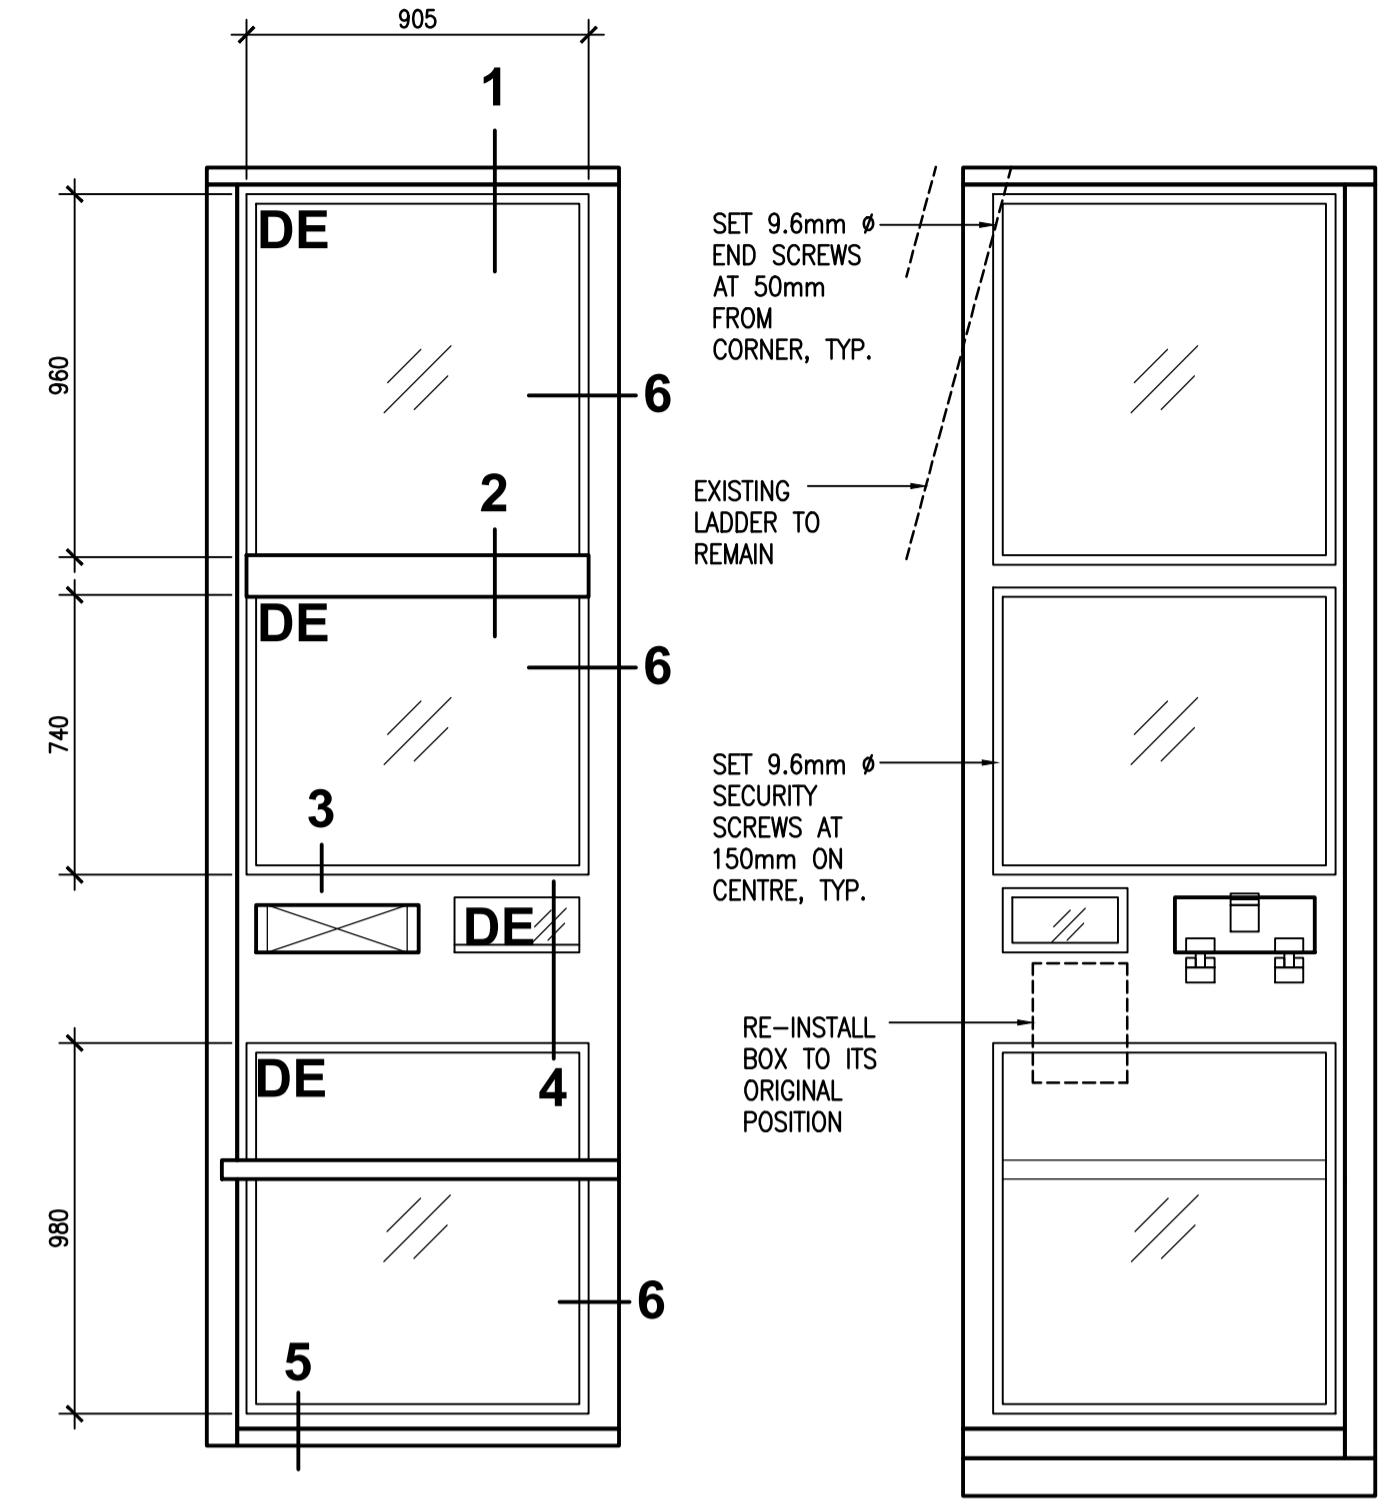 905
1
DE
960
6
2
DE
6
740
3
DE
4
DE
980
6
5
SET 9.6mm ø
END SCREWS
AT 50mm
FROM
CORNER, TYP.
EXISTING
LADDER TO
REMAIN
SET 9.6mm ø
SECURITY
SCREWS AT
150mm ON
CENTRE, TYP.
RE-INSTALL
BOX TO ITS
ORIGINAL
POSITION